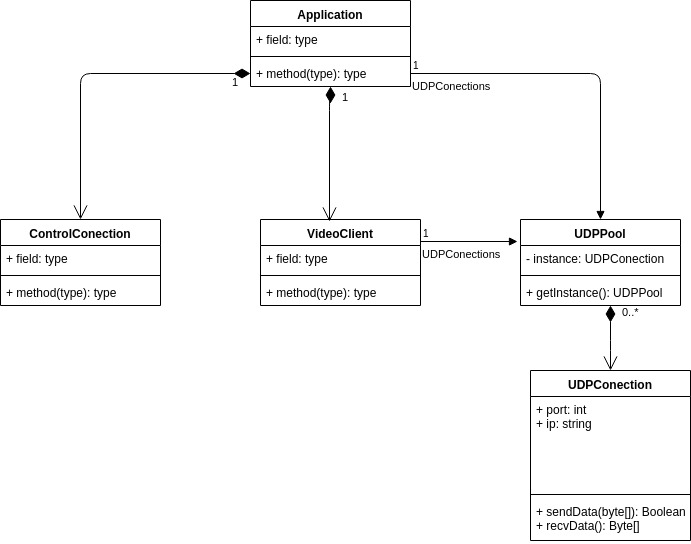 Application
+ field: type
+ method(type): type
1
1
1
UDPConections
ControlConection
+ field: type
+ method(type): type
VideoClient
+ field: type
+ method(type): type
1
UDPConections
UDPPool
- instance: UDPConection
+ getInstance(): UDPPool
0..*
UDPConection
+ port: int
+ ip: string
+ sendData(byte[]): Boolean
+ recvData(): Byte[]